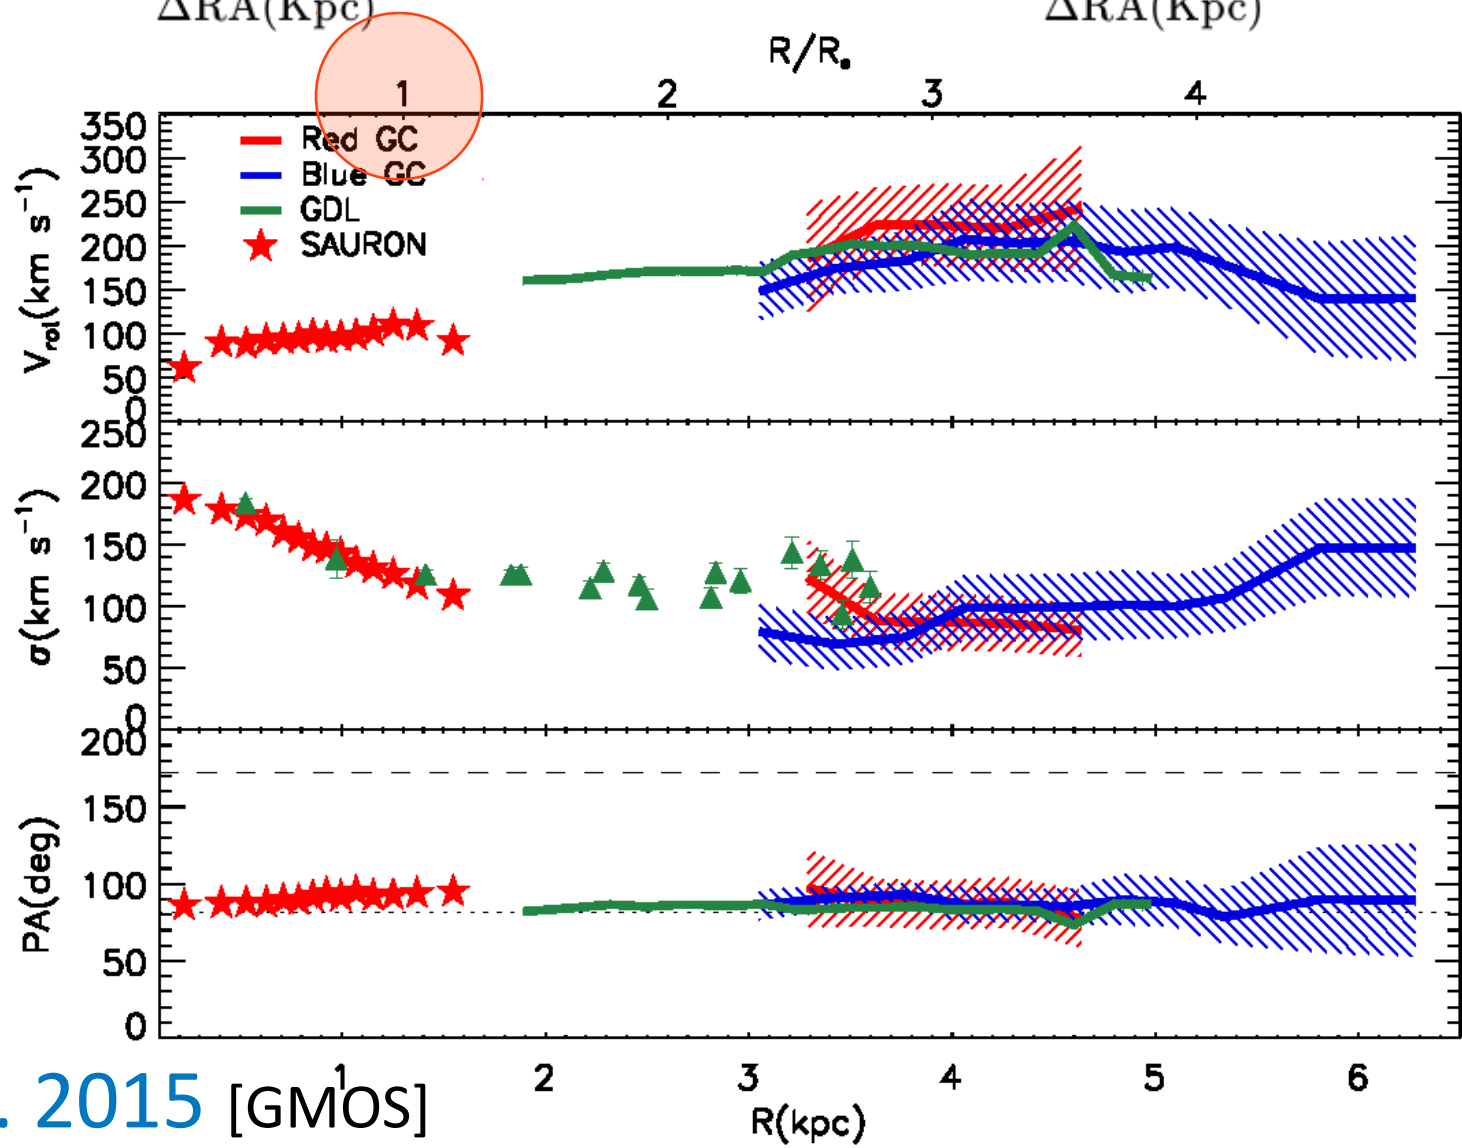 ΔRA(Kpc) ΔRA(Kpc)
R/Re
1 2 3 4
350
300
250
200
150
100
50
0
Vrot(km s−1)
Red GC
Blue GC
GDL
SAURON
250
200
150
100
50
0
σ(km s−1)
200
150
100
50
0
PA(deg)
1 2 3 4 5 6
R(kpc)
. 2015 [GMOS]